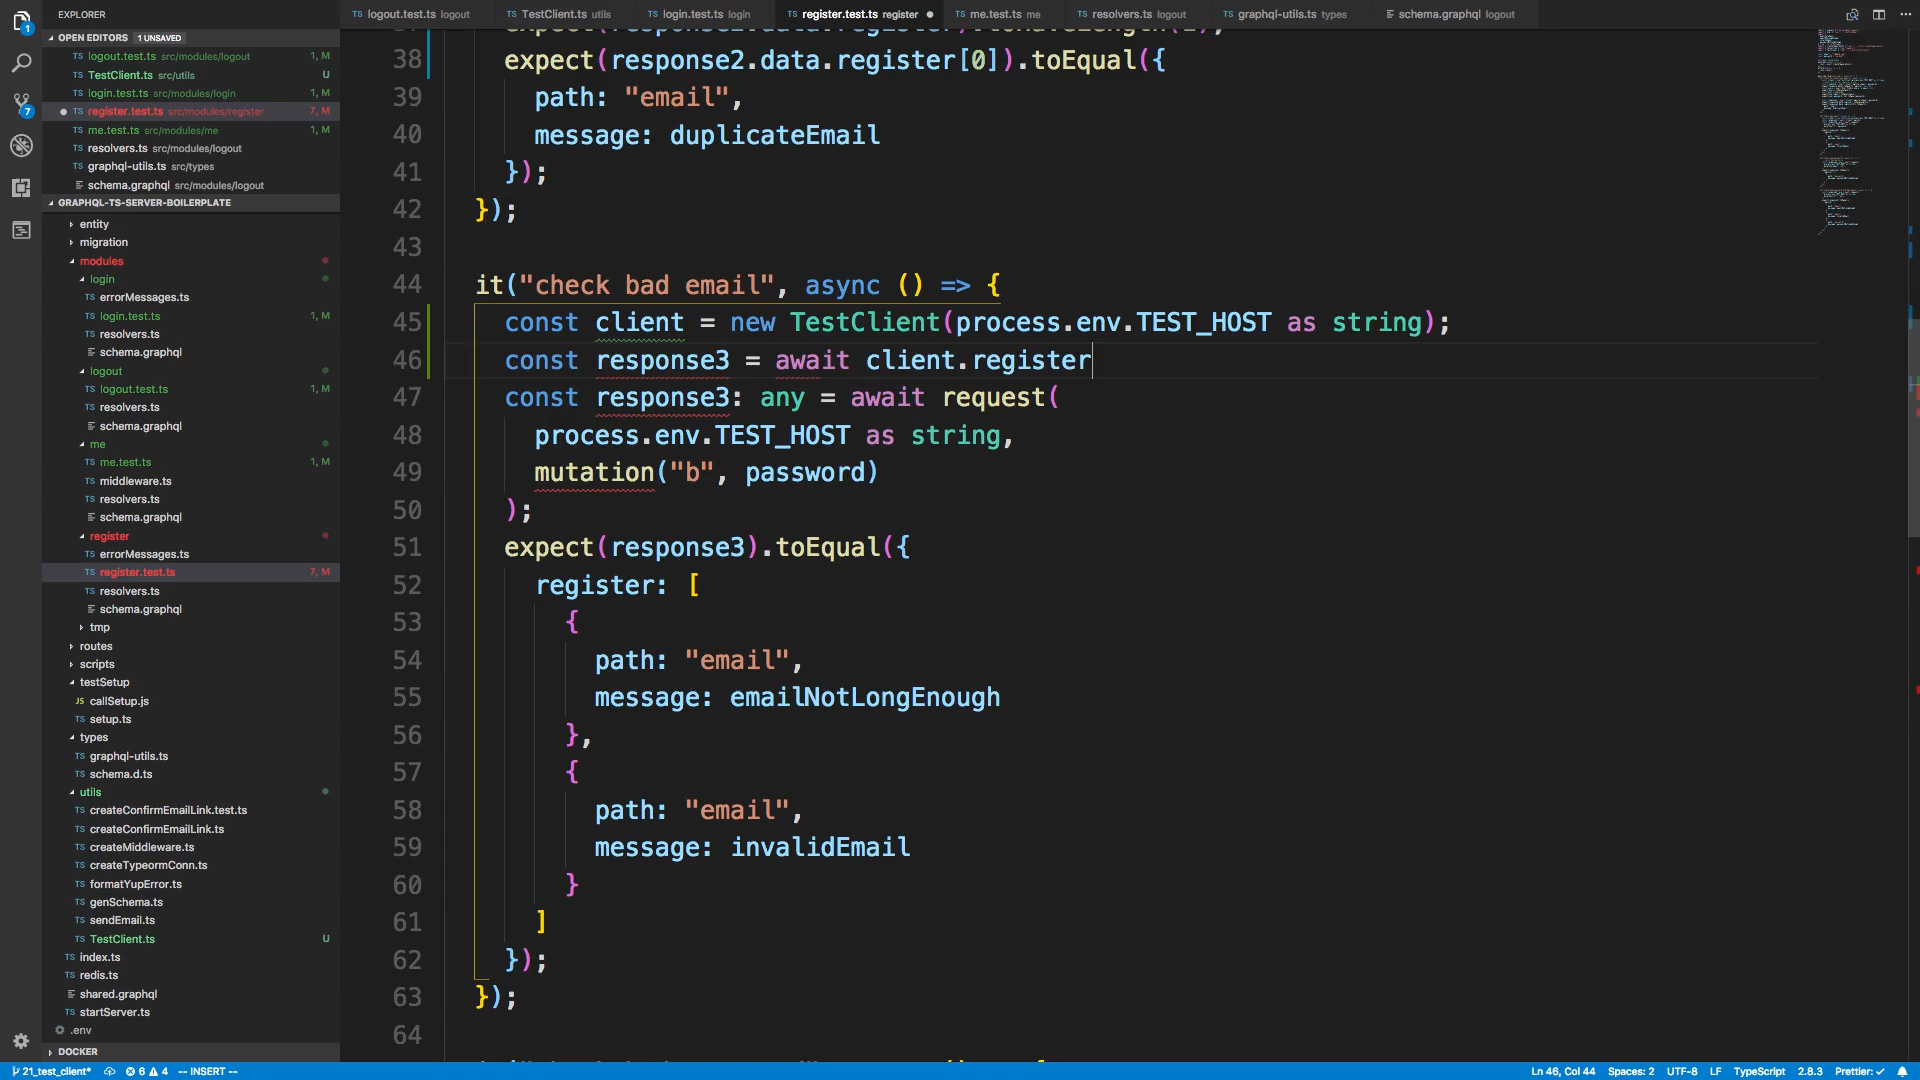 EXPLORER
OPEN EDITORS 1 UNSAVED
TS logout.test.ts src/modules/logout 1, M
TS TestClient.ts src/utils U
TS login.test.ts src/modules/login 1, M
TS register.test.ts src/modules/register 7, M
TS me.test.ts src/modules/me 1, M
TS resolvers.ts src/modules/logout
TS graphql-utils.ts src/types
schema.graphql src/modules/logout
GRAPHQL-TS-SERVER-BOILERPLATE
entity
migration
modules
login
TS errorMessages.ts
TS login.test.ts 1, M
TS resolvers.ts
schema.graphql
logout
TS logout.test.ts 1, M
TS resolvers.ts
schema.graphql
me
TS me.test.ts 1, M
TS middleware.ts
TS resolvers.ts
schema.graphql
register
TS errorMessages.ts
TS register.test.ts 7, M
TS resolvers.ts
schema.graphql
tmp
routes
scripts
testSetup
JS callSetup.js
TS setup.ts
types
TS graphql-utils.ts
TS schema.d.ts
utils
TS createConfirmEmailLink.test.ts
TS createConfirmEmailLink.ts
TS createMiddleware.ts
TS createTypeormConn.ts
TS formatYupError.ts
TS genSchema.ts
TS sendEmail.ts
TS TestClient.ts U
TS index.ts
TS redis.ts
shared.graphql
TS startServer.ts
.env
DOCKER
TS logout.test.ts logout TS TestClient.ts utils TS login.test.ts login TS register.test.ts register TS me.test.ts me TS resolvers.ts logout TS graphql-utils.ts types schema.graphql logout
38 expect(response2.data.register[0]).toEqual({
39 path: "email",
40 message: duplicateEmail
41 });
42 });
43
44 it("check bad email", async () => {
45 const client = new TestClient(process.env.TEST_HOST as string);
46 const response3 = await client.register
47 const response3: any = await request(
48 process.env.TEST_HOST as string,
49 mutation("b", password)
50 );
51 expect(response3).toEqual({
52 register: [
53 {
54 path: "email",
55 message: emailNotLongEnough
56 },
57 {
58 path: "email",
59 message: invalidEmail
60 }
61 ]
62 });
63 });
64
1
7
21_test_client* 6 4 -- INSERT -- Ln 46, Col 44 Spaces: 2 UTF-8 LF TypeScript 2.8.3 Prettier: ✓